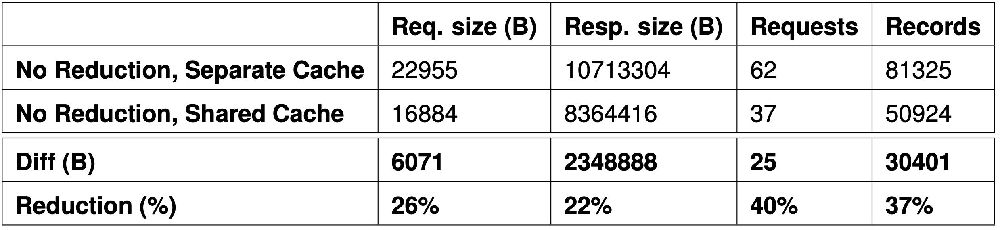 Req. size (B) Resp. size (B) Requests Records
No Reduction, Separate Cache 22955 10713304 62 81325
No Reduction, Shared Cache 16884 8364416 37 50924
Diff (B) 6071 2348888 25 30401
Reduction (%) 26% 22% 40% 37%